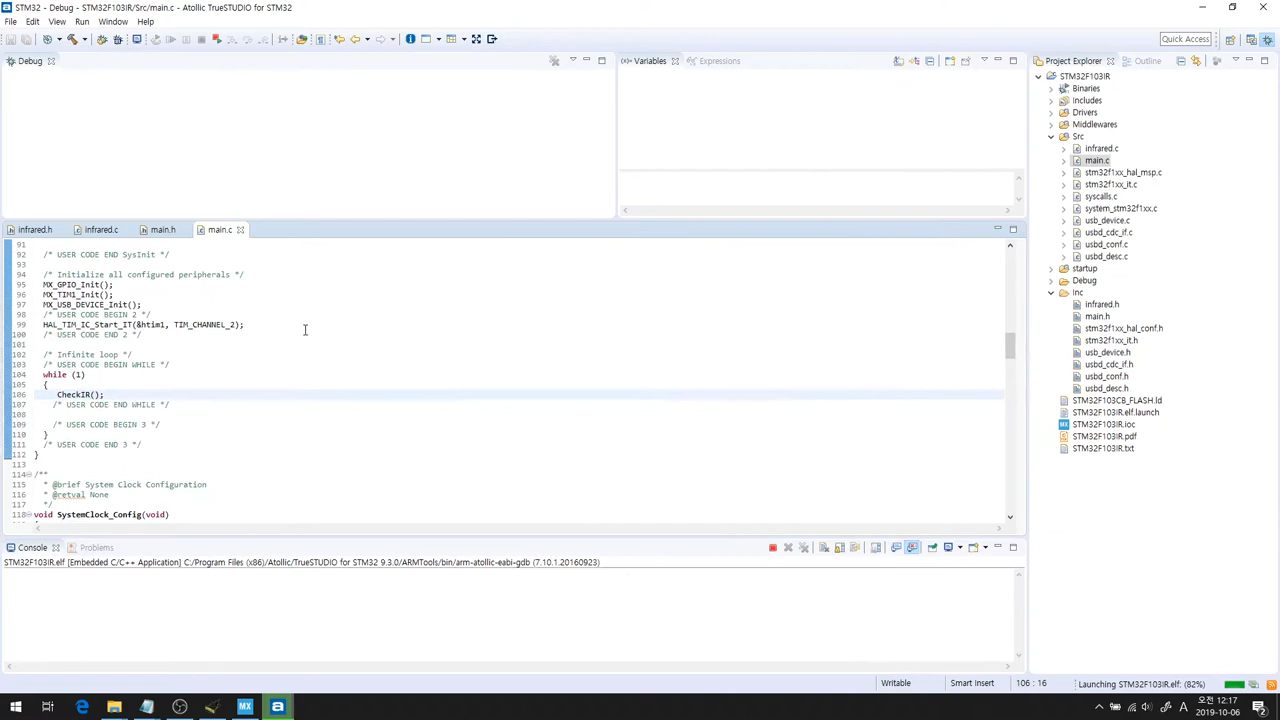 STM32 - Debug - STM32F103IR/Src/main.c - Atollic TrueSTUDIO for STM32
File Edit View Run Window Help
Quick Access
Debug
Variables Expressions
Project Explorer Outline
STM32F103IR
Binaries
Includes
Drivers
Middlewares
Src
infrared.c
main.c
stm32f1xx_hal_msp.c
stm32f1xx_it.c
syscalls.c
system_stm32f1xx.c
usb_device.c
usbd_cdc_if.c
usbd_conf.c
usbd_desc.c
startup
Debug
Inc
infrared.h
main.h
stm32f1xx_hal_conf.h
stm32f1xx_it.h
usb_device.h
usbd_cdc_if.h
usbd_conf.h
usbd_desc.h
STM32F103CB_FLASH.ld
STM32F103IR.elf.launch
STM32F103IR.ioc
STM32F103IR.pdf
STM32F103IR.txt
infrared.h infrared.c main.h main.c
91
92 /* USER CODE END SysInit */
93
94 /* Initialize all configured peripherals */
95 MX_GPIO_Init();
96 MX_TIM1_Init();
97 MX_USB_DEVICE_Init();
98 /* USER CODE BEGIN 2 */
99 HAL_TIM_IC_Start_IT(&htim1, TIM_CHANNEL_2);
100 /* USER CODE END 2 */
101
102 /* Infinite loop */
103 /* USER CODE BEGIN WHILE */
104 while (1)
105 {
106 CheckIR();
107 /* USER CODE END WHILE */
108
109 /* USER CODE BEGIN 3 */
110 }
111 /* USER CODE END 3 */
112 }
113
114 /**
115 * @brief System Clock Configuration
116 * @retval None
117 */
118 void SystemClock_Config(void)
Console Problems
STM32F103IR.elf [Embedded C/C++ Application] C:/Program Files (x86)/Atollic/TrueSTUDIO for STM32 9.3.0/ARMTools/bin/arm-atollic-eabi-gdb (7.10.1.20160923)
Writable Smart Insert 106 : 16 Launching STM32F103IR.elf: (82%)
MX
A 오전 12:17
2019-10-06
2